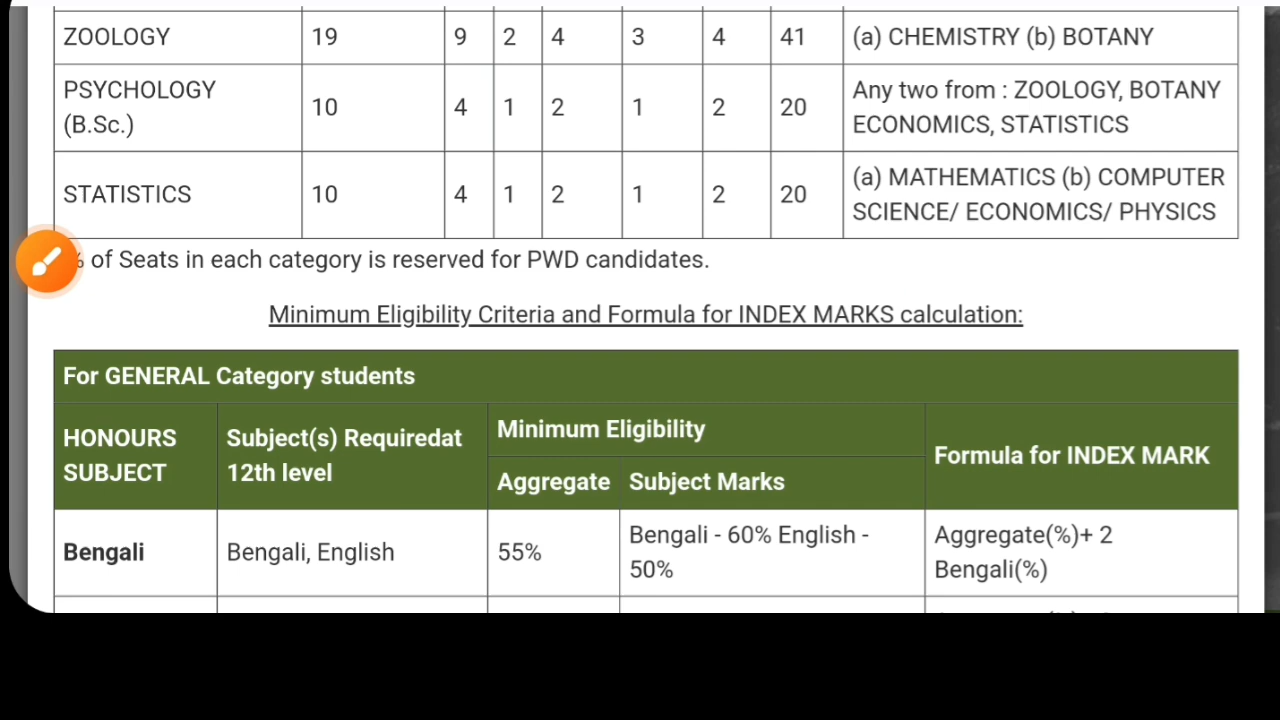 ZOOLOGY 19 9 2 4 3 4 41 (a) CHEMISTRY (b) BOTANY
PSYCHOLOGY (B.Sc.) 10 4 1 2 1 2 20 Any two from : ZOOLOGY, BOTANY
ECONOMICS, STATISTICS
STATISTICS 10 4 1 2 1 2 20 (a) MATHEMATICS (b) COMPUTER
SCIENCE/ ECONOMICS/ PHYSICS
% of Seats in each category is reserved for PWD candidates.
Minimum Eligibility Criteria and Formula for INDEX MARKS calculation:
For GENERAL Category students
HONOURS
SUBJECT
Subject(s) Requiredat
12th level
Minimum Eligibility
Aggregate Subject Marks
Formula for INDEX MARK
Bengali
Bengali, English
55%
Bengali - 60% English -
50%
Aggregate(%)+ 2
Bengali(%)